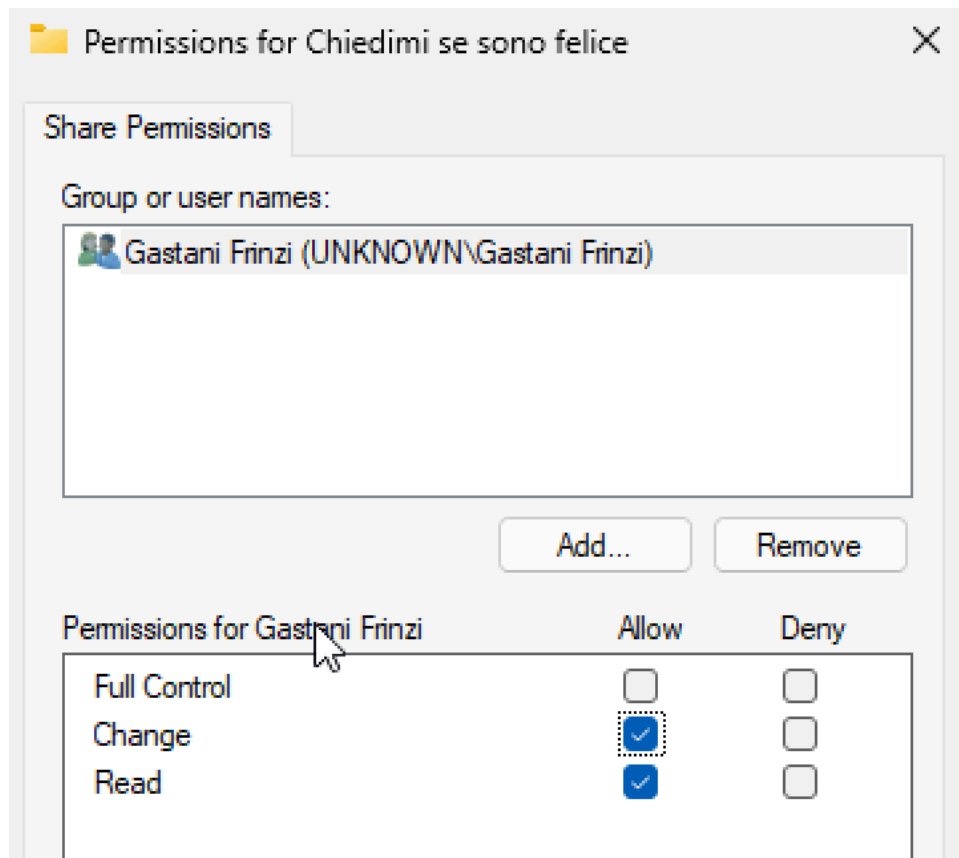 Permissions for Chiedimi se sono felice
Share Permissions
Group or user names:
Gastani Frinzi (UNKNOWN\Gastani Frinzi)
Add... Remove
Permissions for Gastani Frinzi Allow Deny
Full Control
Change
Read